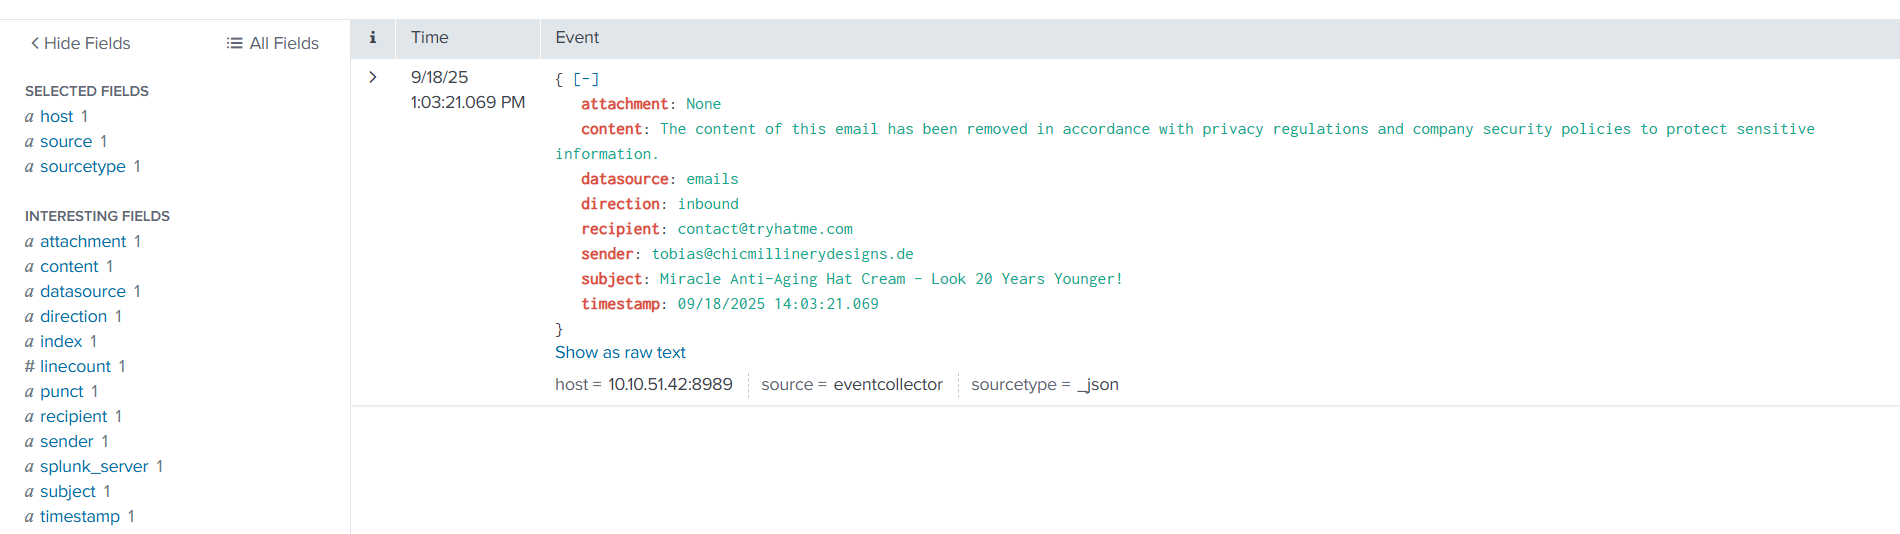 Hide Fields
All Fields
SELECTED FIELDS
a host 1
a source 1
a sourcetype 1
INTERESTING FIELDS
a attachment 1
a content 1
a datasource 1
a direction 1
a index 1
# linecount 1
a punct 1
a recipient 1
a sender 1
a splunk_server 1
a subject 1
a timestamp 1
i Time Event
9/18/25
1:03:21.069 PM
{ [-]
attachment: None
content: The content of this email has been removed in accordance with privacy regulations and company security policies to protect sensitive
information.
datasource: emails
direction: inbound
recipient: contact@tryhatme.com
sender: tobias@chicmillinerydesigns.de
subject: Miracle Anti-Aging Hat Cream - Look 20 Years Younger!
timestamp: 09/18/2025 14:03:21.069
}
Show as raw text
host = 10.10.51.42:8989 source = eventcollector sourcetype = _json